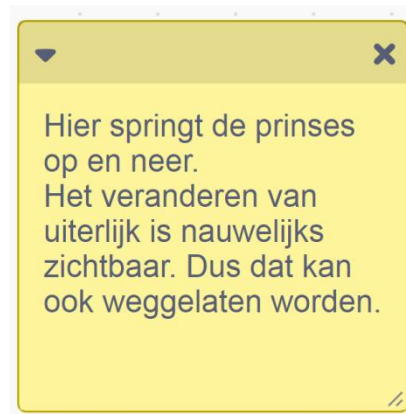 Hier springt de prinses
op en neer.
Het veranderen van
uiterlijk is nauwelijks
zichtbaar. Dus dat kan
ook weggelaten worden.